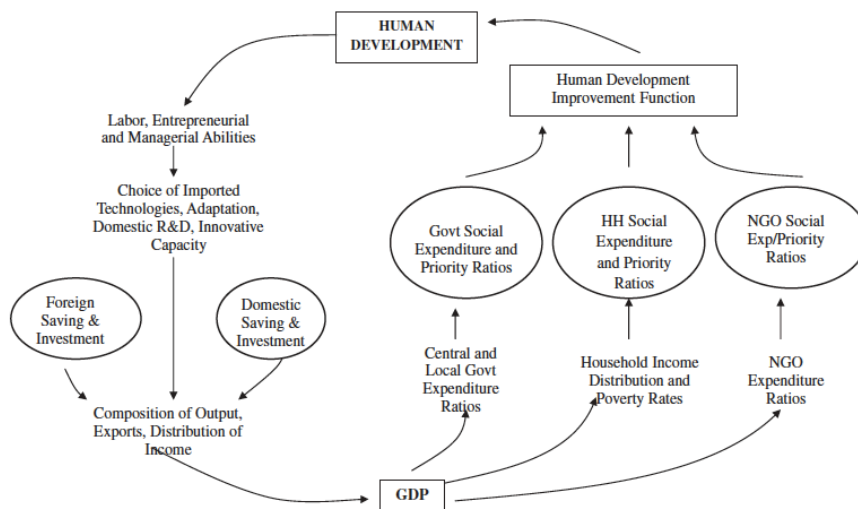 HUMAN
DEVELOPMENT
Human Development
Improvement Function
Labor, Entrepreneurial
and Managerial Abilities
Choice of Imported
Technologies, Adaptation,
Domestic R&D, Innovative
Capacity
Govt Social
Expenditure and
Priority Ratios
HH Social
Expenditure
and Priority
Ratios
NGO Social
Exp/Priority
Ratios
Foreign
Saving &
Investment
Domestic
Saving &
Investment
Central and
Local Govt
Expenditure
Ratios
Household Income
Distribution and
Poverty Rates
NGO
Expenditure
Ratios
Composition of Output,
Exports, Distribution of
Income
GDP